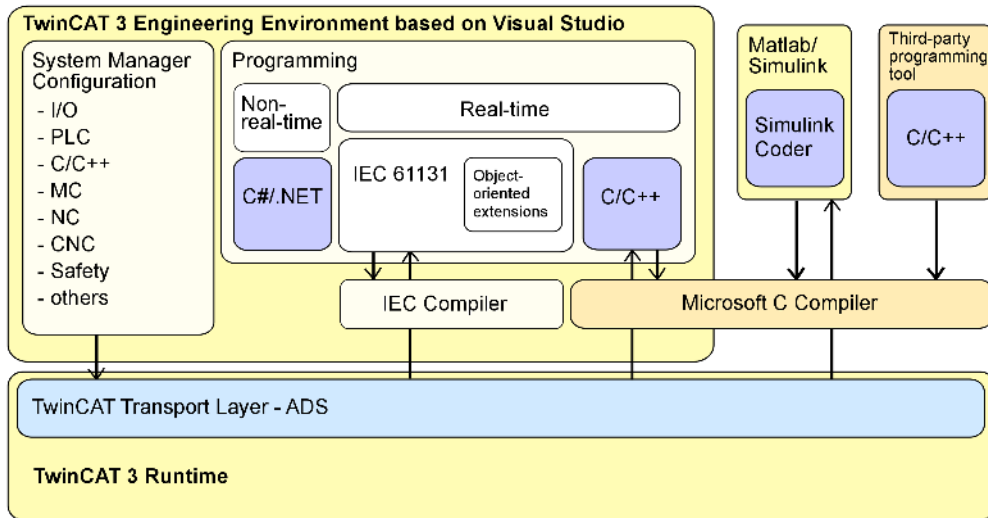 TwinCAT 3 Engineering Environment based on Visual Studio
System Manager
Configuration
- I/O
- PLC
- C/C++
- MC
- NC
- CNC
- Safety
- others
Programming
Non-
real-time
Real-time
C#/.NET
IEC 61131
Object-
oriented
extensions
C/C++
Matlab/
Simulink
Simulink
Coder
Third-party
programming
tool
C/C++
IEC Compiler
Microsoft C Compiler
TwinCAT Transport Layer - ADS
TwinCAT 3 Runtime